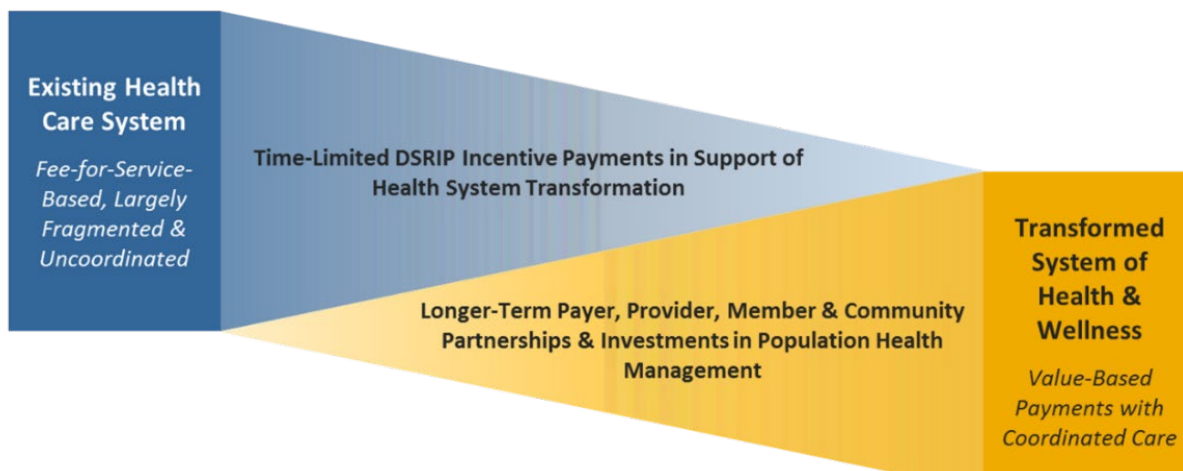 Existing Health
Care System
Fee-for-Service-
Based, Largely
Fragmented &
Uncoordinated
Time-Limited DSRIP Incentive Payments in Support of
Health System Transformation
Longer-Term Payer, Provider, Member & Community
Partnerships & Investments in Population Health
Management
Transformed
System of
Health &
Wellness
Value-Based
Payments with
Coordinated Care